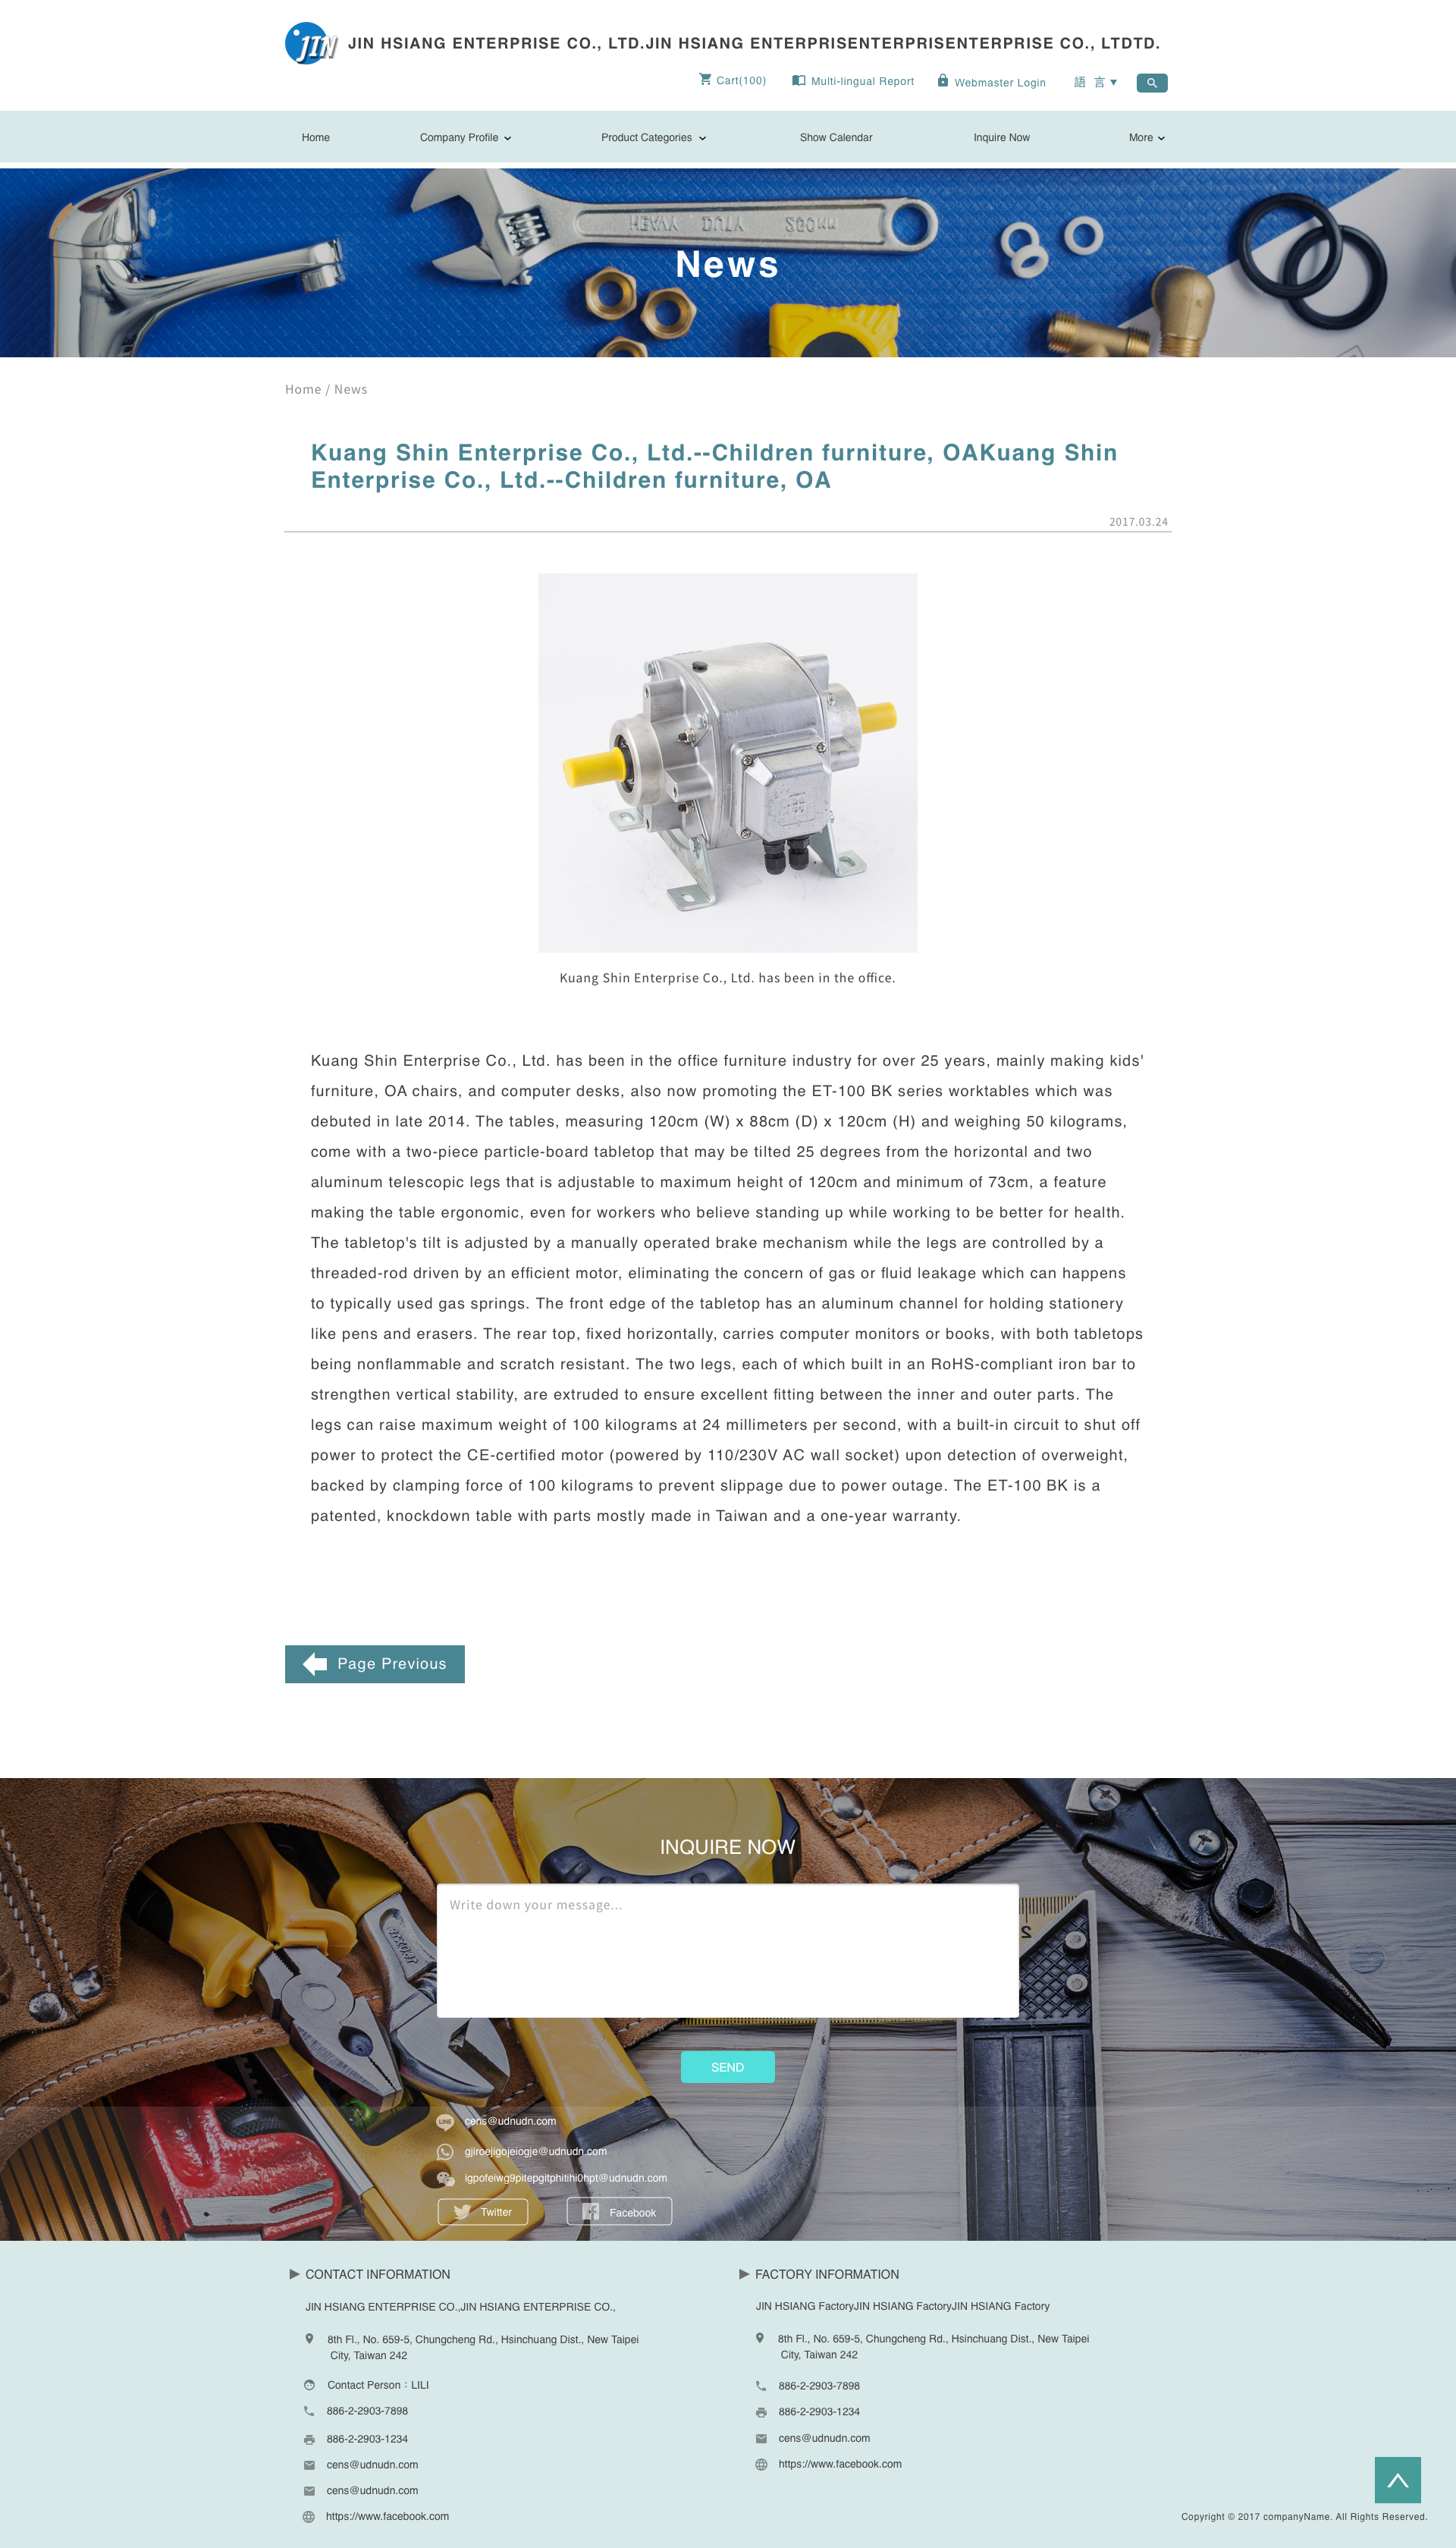 JIN
JIN HSIANG ENTERPRISE CO., LTD.JIN HSIANG ENTERPRISENTERPRISENTERPRISE CO., LTDTD.
Cart(100)
Multi-lingual Report
Webmaster Login
語 言
Home
Company Profile
Product Categories
Show Calendar
Inquire Now
More
HEAVY DUTY 300mm
News
Home / News
Kuang Shin Enterprise Co., Ltd.--Children furniture, OAKuang Shin
Enterprise Co., Ltd.--Children furniture, OA
2017.03.24
Kuang Shin Enterprise Co., Ltd. has been in the office.
Kuang Shin Enterprise Co., Ltd. has been in the office furniture industry for over 25 years, mainly making kids'
furniture, OA chairs, and computer desks, also now promoting the ET-100 BK series worktables which was
debuted in late 2014. The tables, measuring 120cm (W) x 88cm (D) x 120cm (H) and weighing 50 kilograms,
come with a two-piece particle-board tabletop that may be tilted 25 degrees from the horizontal and two
aluminum telescopic legs that is adjustable to maximum height of 120cm and minimum of 73cm, a feature
making the table ergonomic, even for workers who believe standing up while working to be better for health.
The tabletop's tilt is adjusted by a manually operated brake mechanism while the legs are controlled by a
threaded-rod driven by an efficient motor, eliminating the concern of gas or fluid leakage which can happens
to typically used gas springs. The front edge of the tabletop has an aluminum channel for holding stationery
like pens and erasers. The rear top, fixed horizontally, carries computer monitors or books, with both tabletops
being nonflammable and scratch resistant. The two legs, each of which built in an RoHS-compliant iron bar to
strengthen vertical stability, are extruded to ensure excellent fitting between the inner and outer parts. The
legs can raise maximum weight of 100 kilograms at 24 millimeters per second, with a built-in circuit to shut off
power to protect the CE-certified motor (powered by 110/230V AC wall socket) upon detection of overweight,
backed by clamping force of 100 kilograms to prevent slippage due to power outage. The ET-100 BK is a
patented, knockdown table with parts mostly made in Taiwan and a one-year warranty.
Page Previous
INQUIRE NOW
Write down your message...
2
SEND
LINE
cens@udnudn.com
gjiroejigojeiogje@udnudn.com
igpofeiwg9pitepgitphitihi0hpt@udnudn.com
Twitter
Facebook
CONTACT INFORMATION
JIN HSIANG ENTERPRISE CO.,JIN HSIANG ENTERPRISE CO.,
8th Fl., No. 659-5, Chungcheng Rd., Hsinchuang Dist., New Taipei
City, Taiwan 242
Contact Person：LILI
886-2-2903-7898
886-2-2903-1234
cens@udnudn.com
cens@udnudn.com
https://www.facebook.com
FACTORY INFORMATION
JIN HSIANG FactoryJIN HSIANG FactoryJIN HSIANG Factory
8th Fl., No. 659-5, Chungcheng Rd., Hsinchuang Dist., New Taipei
City, Taiwan 242
886-2-2903-7898
886-2-2903-1234
cens@udnudn.com
https://www.facebook.com
Copyright © 2017 companyName. All Rights Reserved.